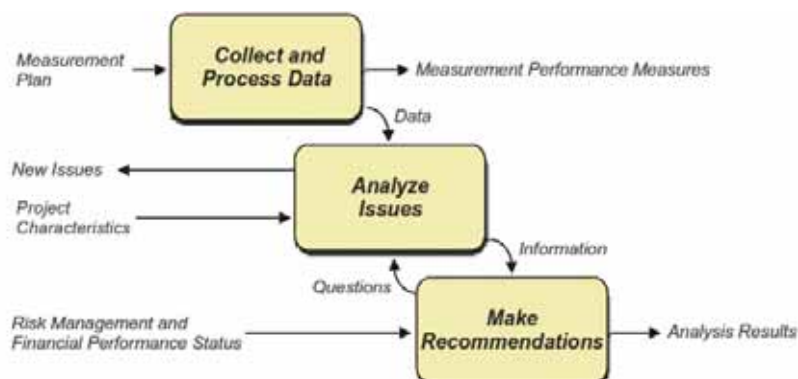 Collect and
Process Data
Measurement
Plan
Measurement Performance Measures
Data
New Issues
Analyze
Issues
Project
Characteristics
Information
Questions
Risk Management and
Financial Performance Status
Make
Recommendations
Analysis Results